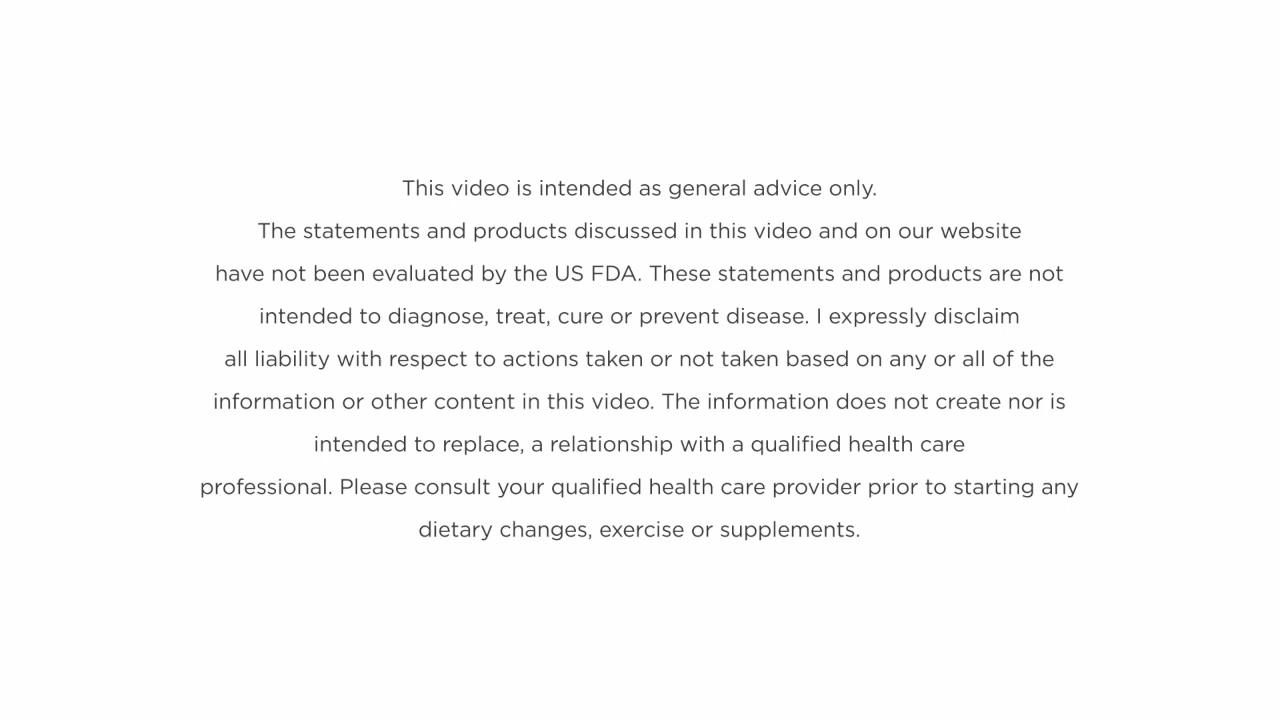 This video is intended as general advice only.
The statements and products discussed in this video and on our website
have not been evaluated by the US FDA. These statements and products are not
intended to diagnose, treat, cure or prevent disease. I expressly disclaim
all liability with respect to actions taken or not taken based on any or all of the
information or other content in this video. The information does not create nor is
intended to replace, a relationship with a qualified health care
professional. Please consult your qualified health care provider prior to starting any
dietary changes, exercise or supplements.